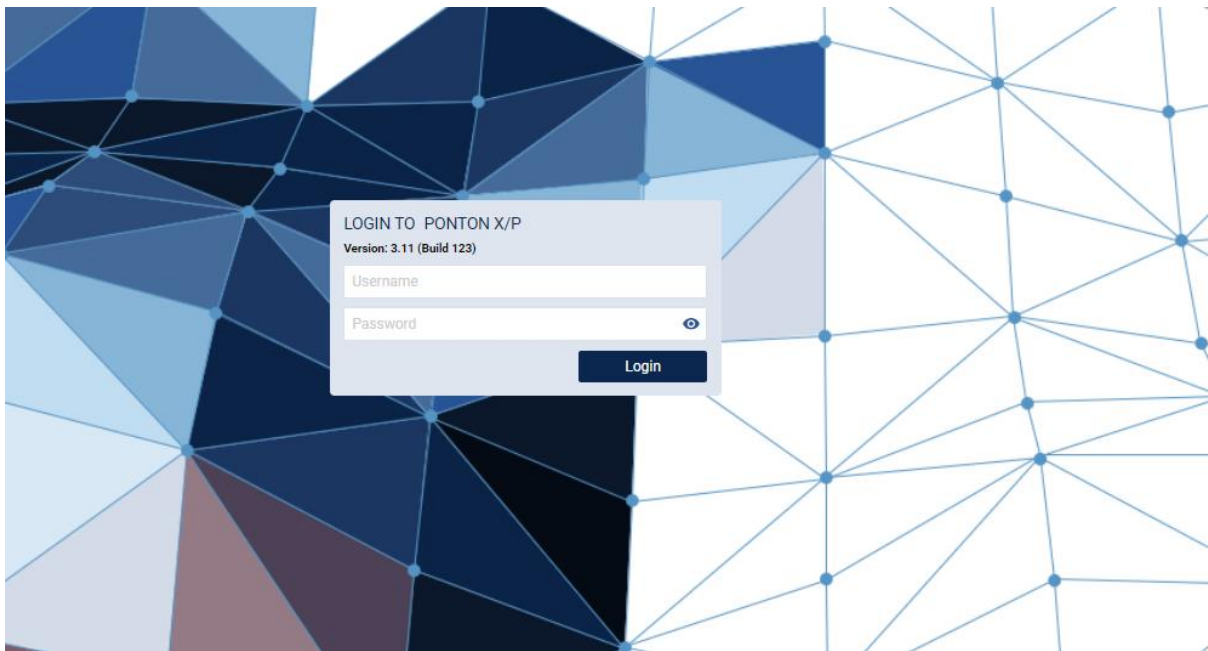 LOGIN TO PONTON X/P
Version: 3.11 (Build 123)
Username
Password
Login